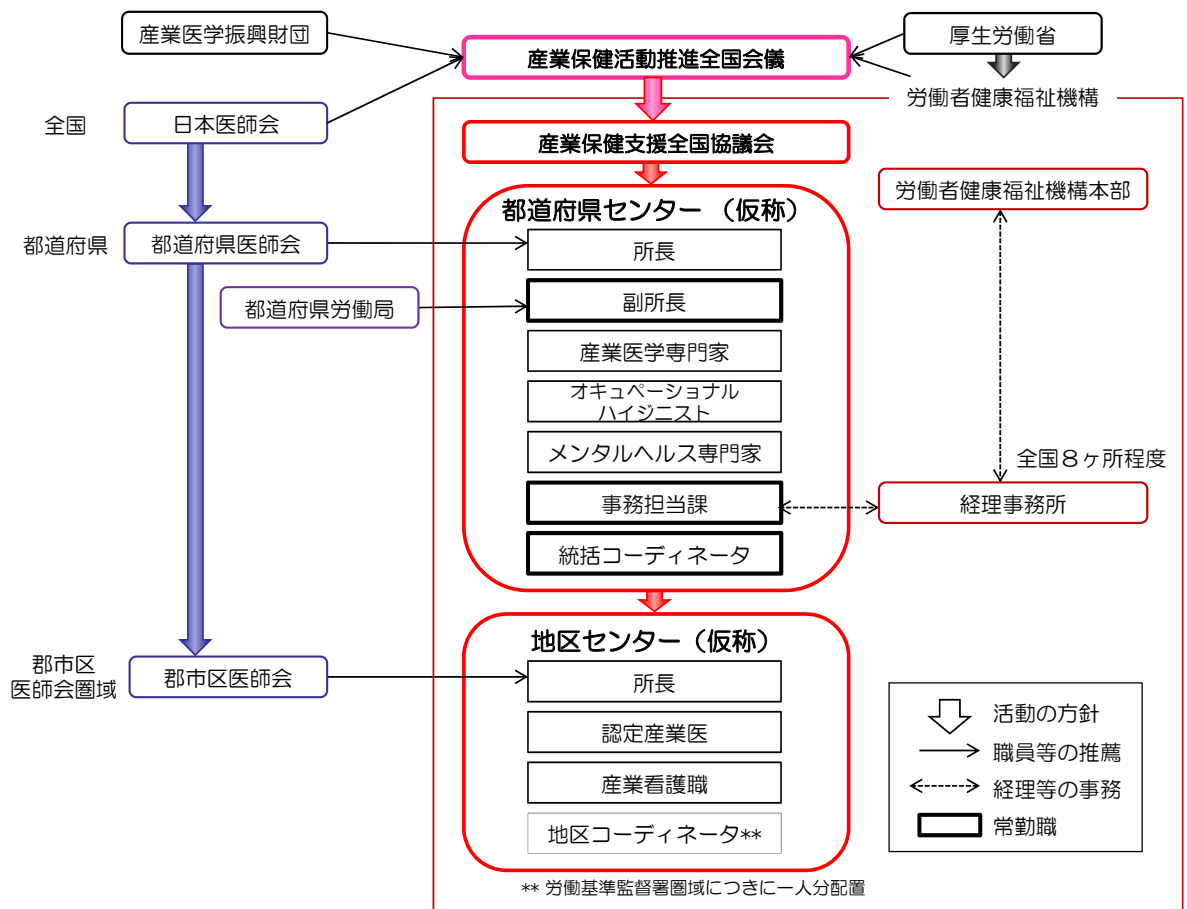 産業医学振興財団
厚生労働省
産業保健活動推進全国会儀
労働者健康福祉機構
全国
日本医師会
産業保健支援全国協議会
労働者健康福祉機構本部
都道府県センター （仮称）
都道府県
都道府県医師会
所長
都道府県労働局
副所長
産業医学専門家
オキュペーショナル
ハイジニスト
メンタルヘルス専門家
全国８ヶ所程度
事務担当課
経理事務所
統括コーディネータ
地区センター（仮称）
郡市区
医師会圏域
郡市区医師会
所長
認定産業医
産業看護職
地区コーディネータ**
** 労働基準監督署圏域につきに一人分配置
活動の方針
職員等の推薦
経理等の事務
常勤職